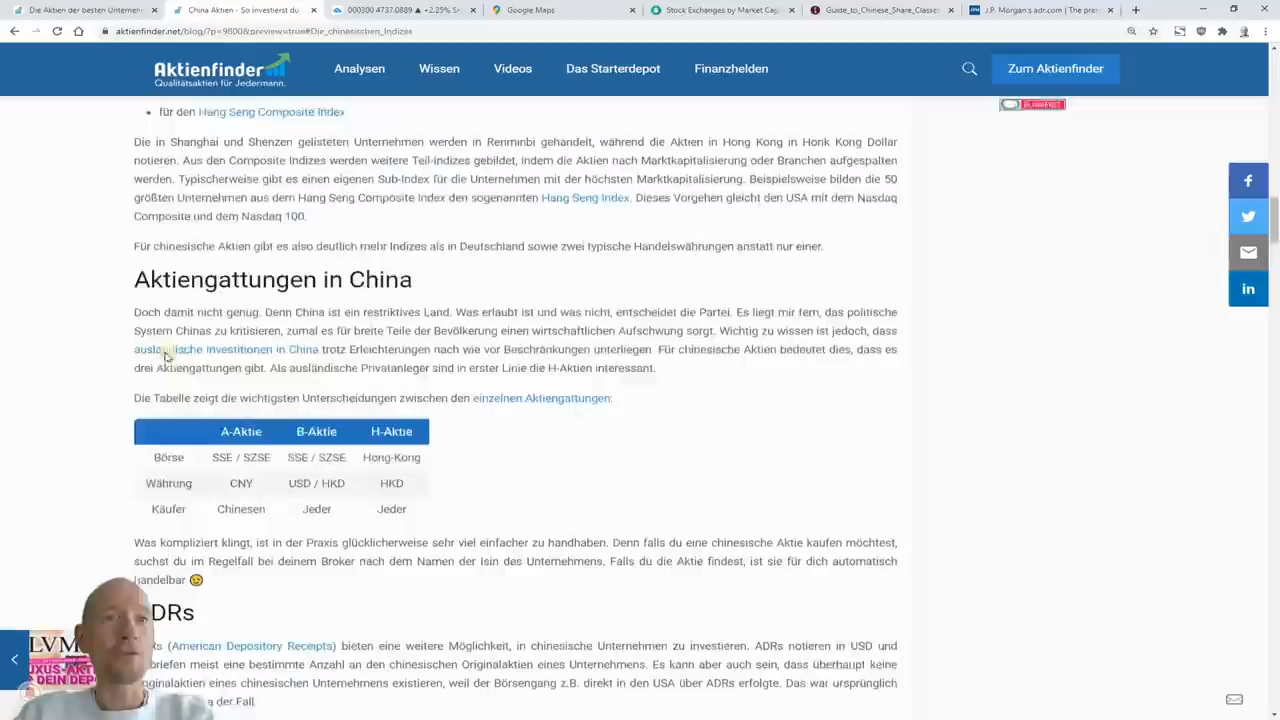 Die Aktien der besten Unterneh
China Aktien - So investierst du
000300 4737.0889 ▲ +2.25% S
Google Maps
Stock Exchanges by Market Ca
Guide_to_Chinese_Share_Classes
J.P. Morgan's adr.com | The pre
aktienfinder.net/blog/?p=9800&preview=true#Die_chinesischen_Indizes
Aktienfinder
Qualitätsaktien für Jedermann.
Analysen
Wissen
Videos
Das Starterdepot
Finanzhelden
Zum Aktienfinder
• für den Hang Seng Composite Index
Die in Shanghai und Shenzen gelisteten Unternehmen werden in Renminbi gehandelt, während die Aktien in Hong Kong in Honk Kong Dollar
notieren. Aus den Composite Indizes werden weitere Teil-Indizes gebildet, indem die Aktien nach Marktkapitalisierung oder Branchen aufgespalten
werden. Typischerweise gibt es einen eigenen Sub-Index für die Unternehmen mit der höchsten Marktkapitalisierung. Beispielsweise bilden die 50
größten Unternehmen aus dem Hang Seng Composite Index den sogenannten Hang Seng Index. Dieses Vorgehen gleicht den USA mit dem Nasdaq
Composite und dem Nasdaq 100.
Für chinesische Aktien gibt es also deutlich mehr Indizes als in Deutschland sowie zwei typische Handelswährungen anstatt nur einer.
Aktiengattungen in China
Doch damit nicht genug. Denn China ist ein restriktives Land. Was erlaubt ist und was nicht, entscheidet die Partei. Es liegt mir fern, das politische
System Chinas zu kritisieren, zumal es für breite Teile der Bevölkerung einen wirtschaftlichen Aufschwung sorgt. Wichtig zu wissen ist jedoch, dass
ausländische Investitionen in China trotz Erleichterungen nach wie vor Beschränkungen unterliegen. Für chinesische Aktien bedeutet dies, dass es
drei Aktiengattungen gibt. Als ausländische Privatanleger sind in erster Linie die H-Aktien interessant.
Die Tabelle zeigt die wichtigsten Unterscheidungen zwischen den einzelnen Aktiengattungen:
A-Aktie B-Aktie H-Aktie
Börse SSE / SZSE SSE / SZSE Hong-Kong
Währung CNY USD / HKD HKD
Käufer Chinesen Jeder Jeder
Was kompliziert klingt, ist in der Praxis glücklicherweise sehr viel einfacher zu handhaben. Denn falls du eine chinesische Aktie kaufen möchtest,
suchst du im Regelfall bei deinem Broker nach dem Namen der Isin des Unternehmens. Falls du die Aktie findest, ist sie für dich automatisch
handelbar
DRs
Rs (American Depository Receipts) bieten eine weitere Möglichkeit, in chinesische Unternehmen zu investieren. ADRs notieren in USD und
briefen meist eine bestimmte Anzahl an den chinesischen Originalaktien eines Unternehmens. Es kann aber auch sein, dass überhaupt keine
iginalaktien eines chinesischen Unternehmens existieren, weil der Börsengang z.B. direkt in den USA über ADRs erfolgte. Das war ursprünglich
a der Fall.
LVM
UXUS-AKT
DEIN DEPO